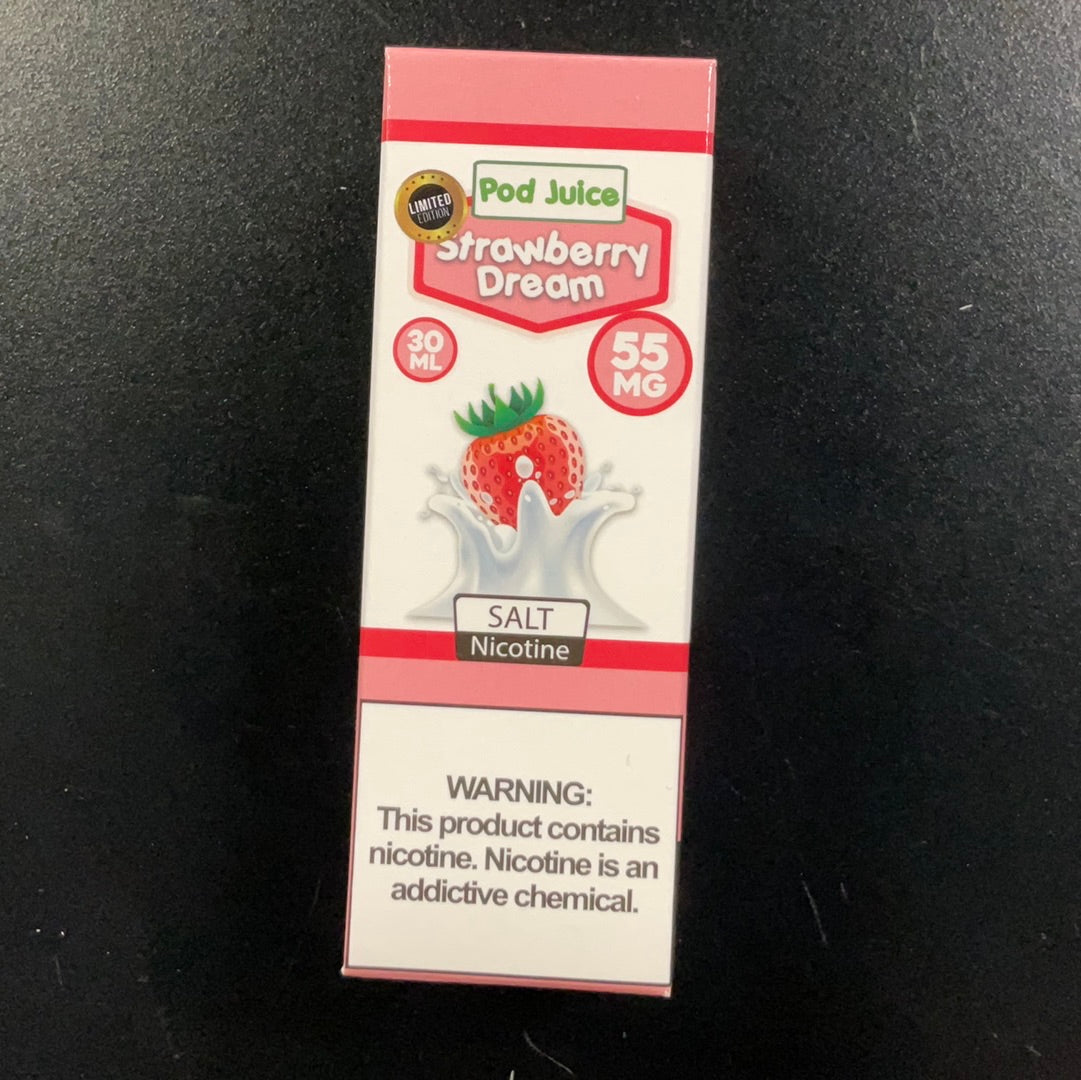 Pod Juice
LIMITED
EDITION
Strawberry
Dream
30
ML
55
MG
SALT
Nicotine
WARNING:
This product contains
nicotine. Nicotine is an
addictive chemical.